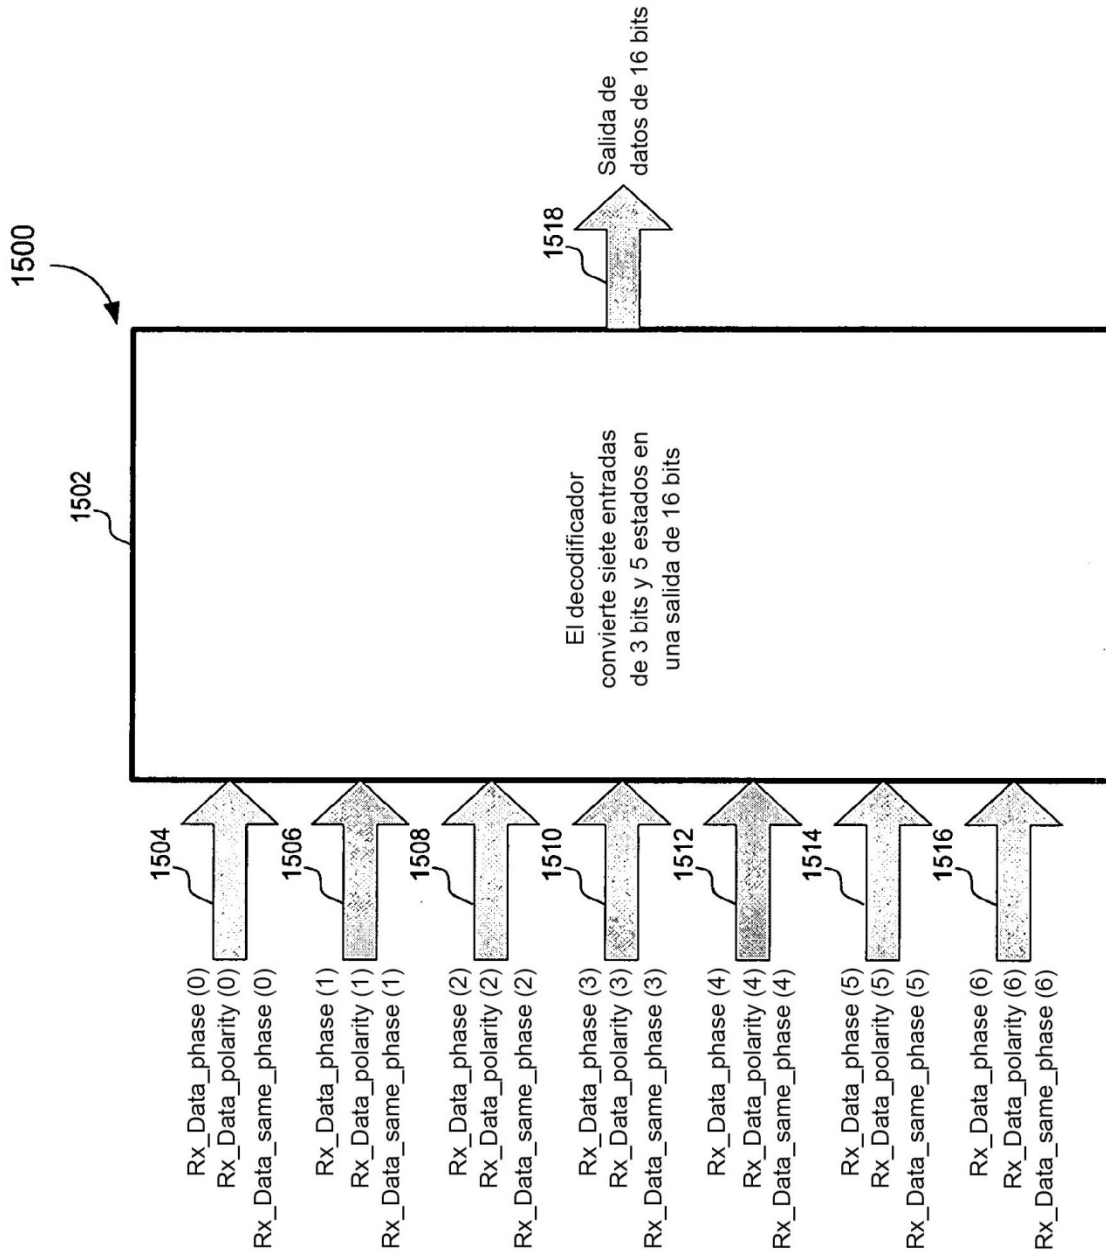 1500
1502
1504
Rx_Data_phase (0)
Rx_Data_polarity (0)
Rx_Data_same_phase (0)
1506
Rx_Data_phase (1)
Rx_Data_polarity (1)
Rx_Data_same_phase (1)
1508
Rx_Data_phase (2)
Rx_Data_polarity (2)
Rx_Data_same_phase (2)
1510
Rx_Data_phase (3)
Rx_Data_polarity (3)
Rx_Data_same_phase (3)
1512
Rx_Data_phase (4)
Rx_Data_polarity (4)
Rx_Data_same_phase (4)
1514
Rx_Data_phase (5)
Rx_Data_polarity (5)
Rx_Data_same_phase (5)
1516
Rx_Data_phase (6)
Rx_Data_polarity (6)
Rx_Data_same_phase (6)
El decodificador
convierte siete entradas
de 3 bits y 5 estados en
una salida de 16 bits
1518
Salida de
datos de 16 bits